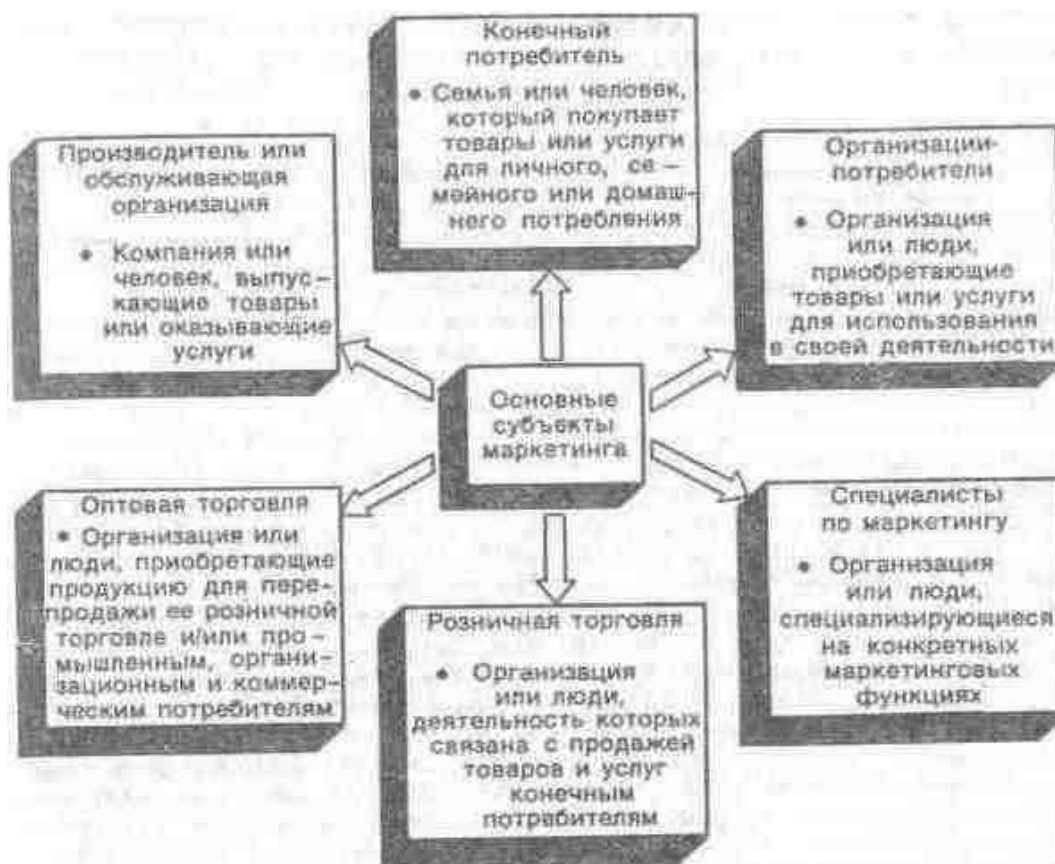 Конечный
потребитель
• Семья или человек,
который покупает
товары или услуги
для личного, се-
мейного или домаш-
него потребления
Производитель или
обслуживающая
организация
• Компания или
человек, выпус-
кающие товары
или оказывающие
услуги
Организации-
потребители
• Организация
или люди,
приобретающие
товары или услуги
для использования
в своей деятельности
Основные
субъекты
маркетинга
Оптовая торговля
• Организация или
люди, приобретающие
продукцию для пере-
продажи ее розничной
торговле и/или про-
мышленным, органи-
зационным и коммер-
ческим потребителям
Розничная торговля
• Организация
или люди,
деятельность которых
связана с продажей
товаров и услуг
конечным
потребителям
Специалисты
по маркетингу
• Организация
или люди,
специализирующиеся
на конкретных
маркетинговых
функциях